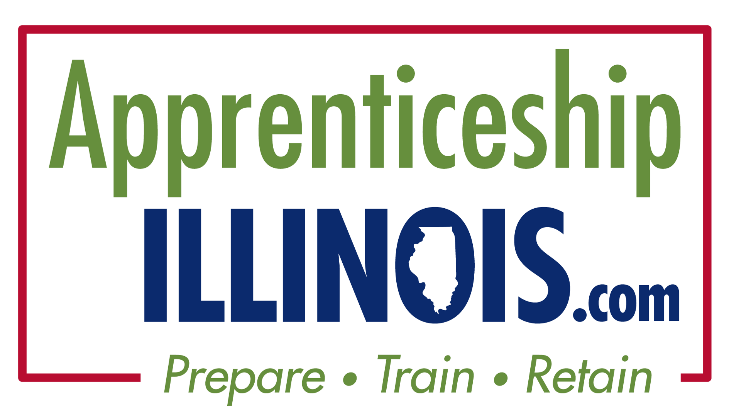 Apprenticeship
ILLINOIS.com
Prepare • Train • Retain